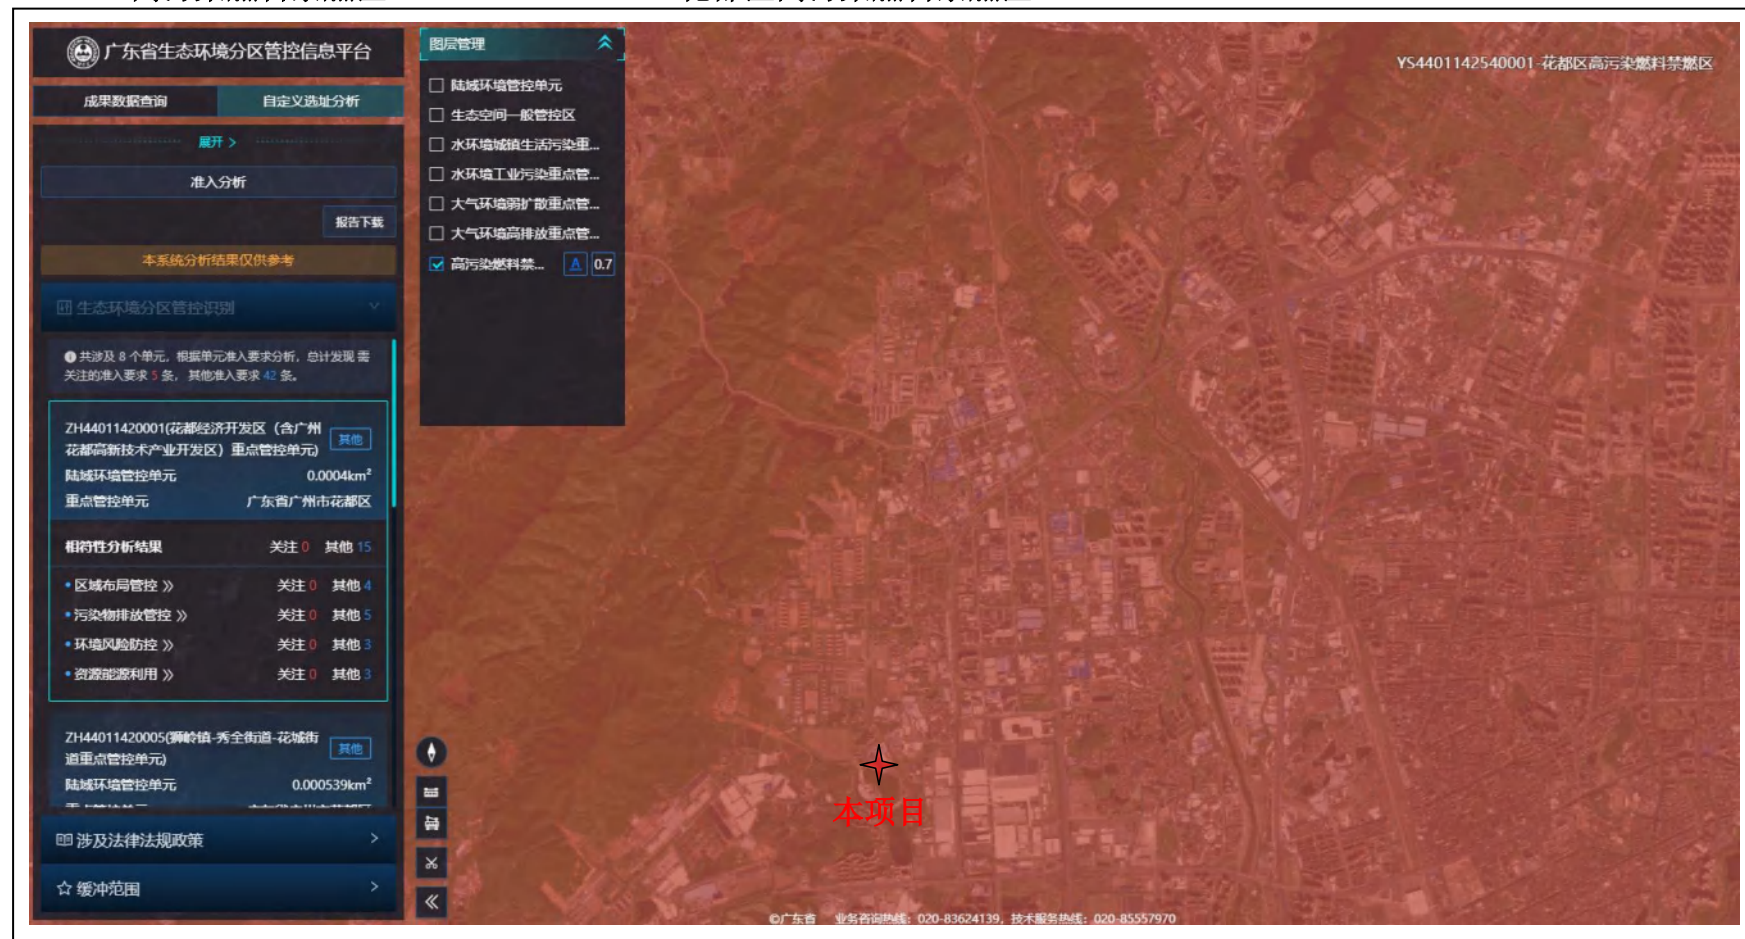 广东省生态环境分区管控信息平台
成果数据查询 自定义选址分析
展开 >
准入分析
报告下载
本系统分析结果仅供参考
生态环境分区管控识别
共涉及 8 个单元，根据单元准入要求分析，总计发现 需
关注的准入要求 5 条， 其他准入要求 42 条。
ZH44011420001(花都经济开发区（含广州
花都高新技术产业开发区）重点管控单元) 其他
陆域环境管控单元 0.0004km²
重点管控单元 广东省广州市花都区
相符性分析结果 关注 0 其他 15
•区域布局管控 》 关注 0 其他 4
•污染物排放管控 》 关注 0 其他 5
•环境风险防控 》 关注 0 其他 3
•资源能源利用 》 关注 0 其他 3
ZH44011420005(狮岭镇-秀全街道-花城街
道重点管控单元) 其他
陆域环境管控单元 0.000539km²
涉及法律法规政策 >
缓冲范围 >
图层管理
陆域环境管控单元
生态空间一般管控区
水环境城镇生活污染重...
水环境工业污染重点管...
大气环境弱扩散重点管...
大气环境高排放重点管...
高污染燃料禁... A 0.7
YS4401142540001-花都区高污染燃料禁燃区
本项目
©广东省 业务咨询热线：020-83624139，技术服务热线：020-85557970